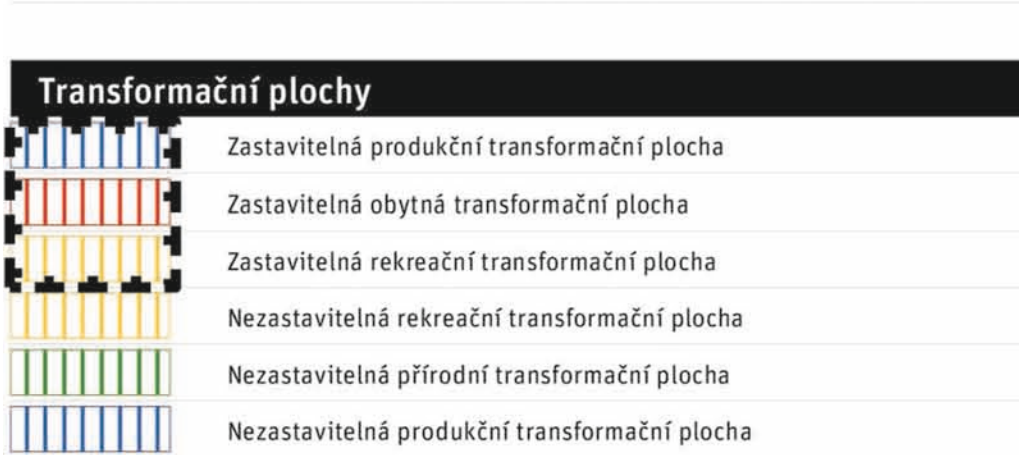 Transformační plochy
Zastavitelná produkční transformační plocha
Zastavitelná obytná transformační plocha
Zastavitelná rekreační transformační plocha
Nezastavitelná rekreační transformační plocha
Nezastavitelná přírodní transformační plocha
Nezastavitelná produkční transformační plocha